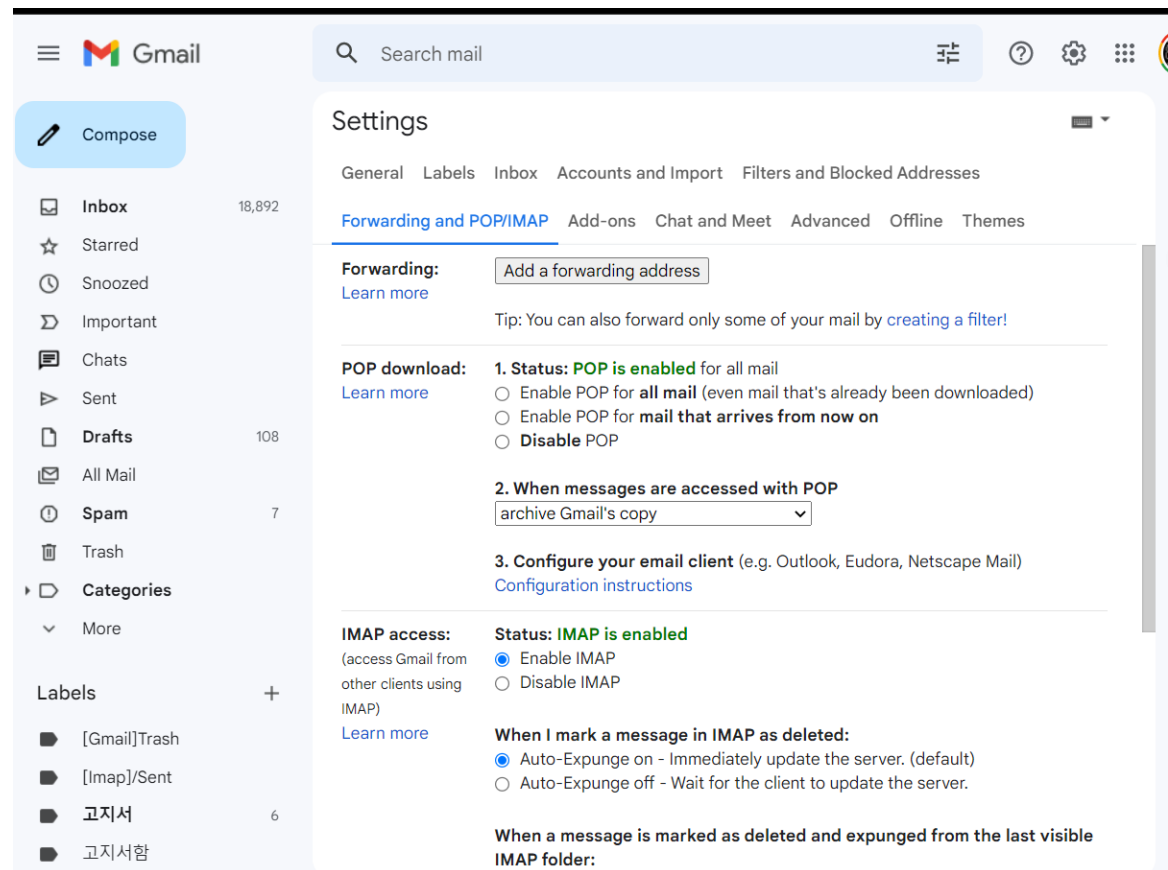 Gmail
Search mail
Compose
Inbox 18,892
Starred
Snoozed
Important
Chats
Sent
Drafts 108
All Mail
Spam 7
Trash
Categories
More
Labels
[Gmail]Trash
[Imap]/Sent
고지서 6
고지서함
Settings
General Labels Inbox Accounts and Import Filters and Blocked Addresses
Forwarding and POP/IMAP Add-ons Chat and Meet Advanced Offline Themes
Forwarding:
Learn more
Add a forwarding address
Tip: You can also forward only some of your mail by creating a filter!
POP download:
Learn more
1. Status: POP is enabled for all mail
Enable POP for all mail (even mail that's already been downloaded)
Enable POP for mail that arrives from now on
Disable POP
2. When messages are accessed with POP
archive Gmail's copy
3. Configure your email client (e.g. Outlook, Eudora, Netscape Mail)
Configuration instructions
IMAP access:
(access Gmail from
other clients using
IMAP)
Learn more
Status: IMAP is enabled
Enable IMAP
Disable IMAP
When I mark a message in IMAP as deleted:
Auto-Expunge on - Immediately update the server. (default)
Auto-Expunge off - Wait for the client to update the server.
When a message is marked as deleted and expunged from the last visible
IMAP folder: